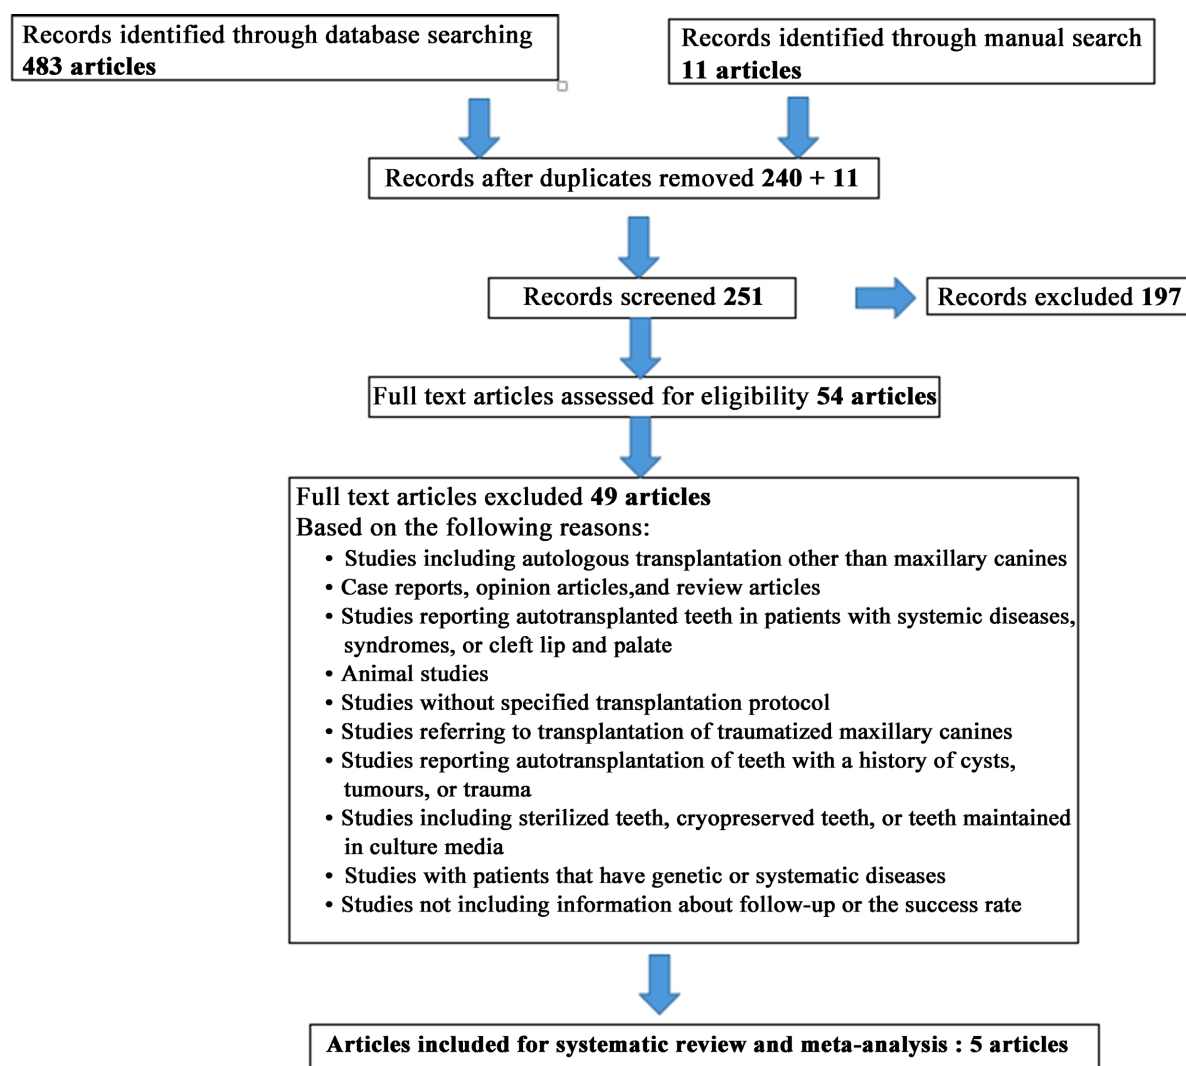 Records identified through database searching
483 articles
Records identified through manual search
11 articles
Records after duplicates removed 240 + 11
Records screened 251
Records excluded 197
Full text articles assessed for eligibility 54 articles
Full text articles excluded 49 articles
Based on the following reasons:
• Studies including autologous transplantation other than maxillary canines
• Case reports, opinion articles,and review articles
• Studies reporting autotransplanted teeth in patients with systemic diseases,
syndromes, or cleft lip and palate
• Animal studies
• Studies without specified transplantation protocol
• Studies referring to transplantation of traumatized maxillary canines
• Studies reporting autotransplantation of teeth with a history of cysts,
tumours, or trauma
• Studies including sterilized teeth, cryopreserved teeth, or teeth maintained
in culture media
• Studies with patients that have genetic or systematic diseases
• Studies not including information about follow-up or the success rate
Articles included for systematic review and meta-analysis : 5 articles